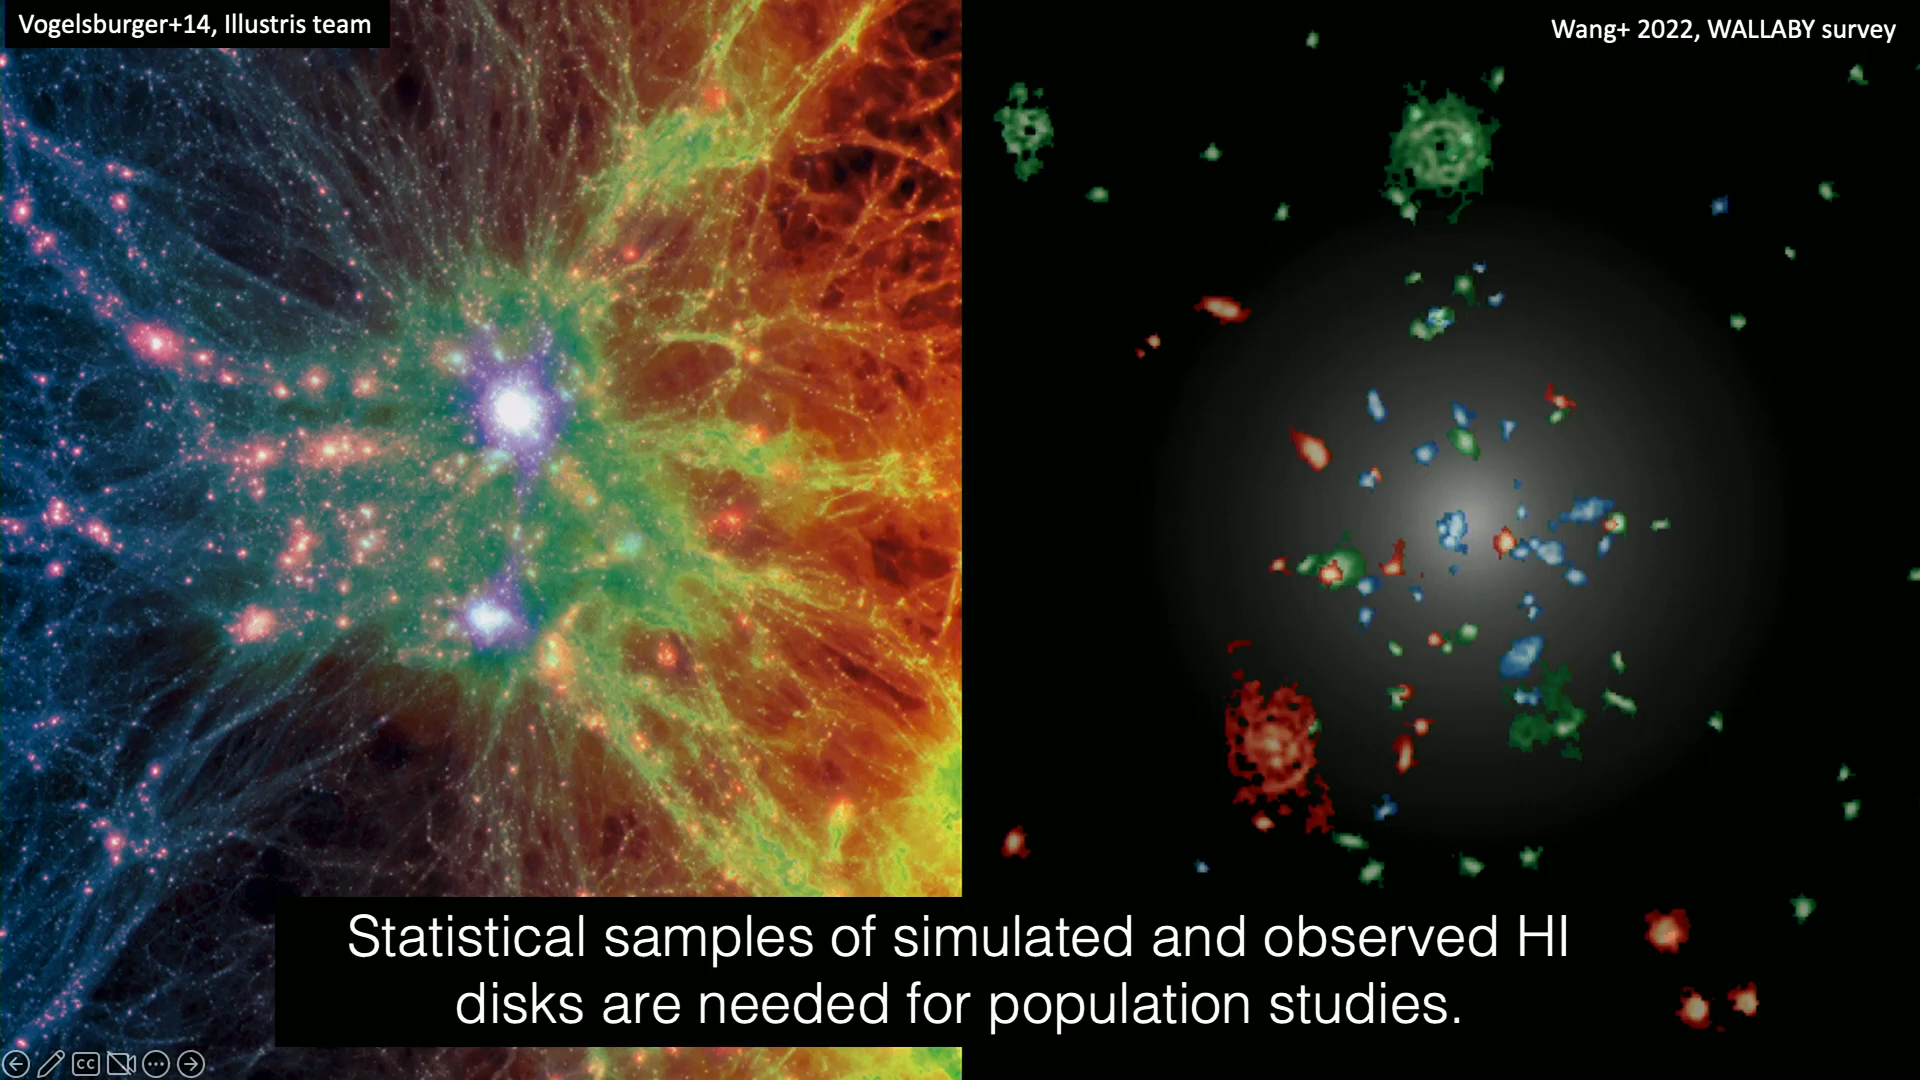 Vogelsburger+14, Illustris team
Wang+ 2022, WALLABY survey
Statistical samples of simulated and observed HI
disks are needed for population studies.
CC